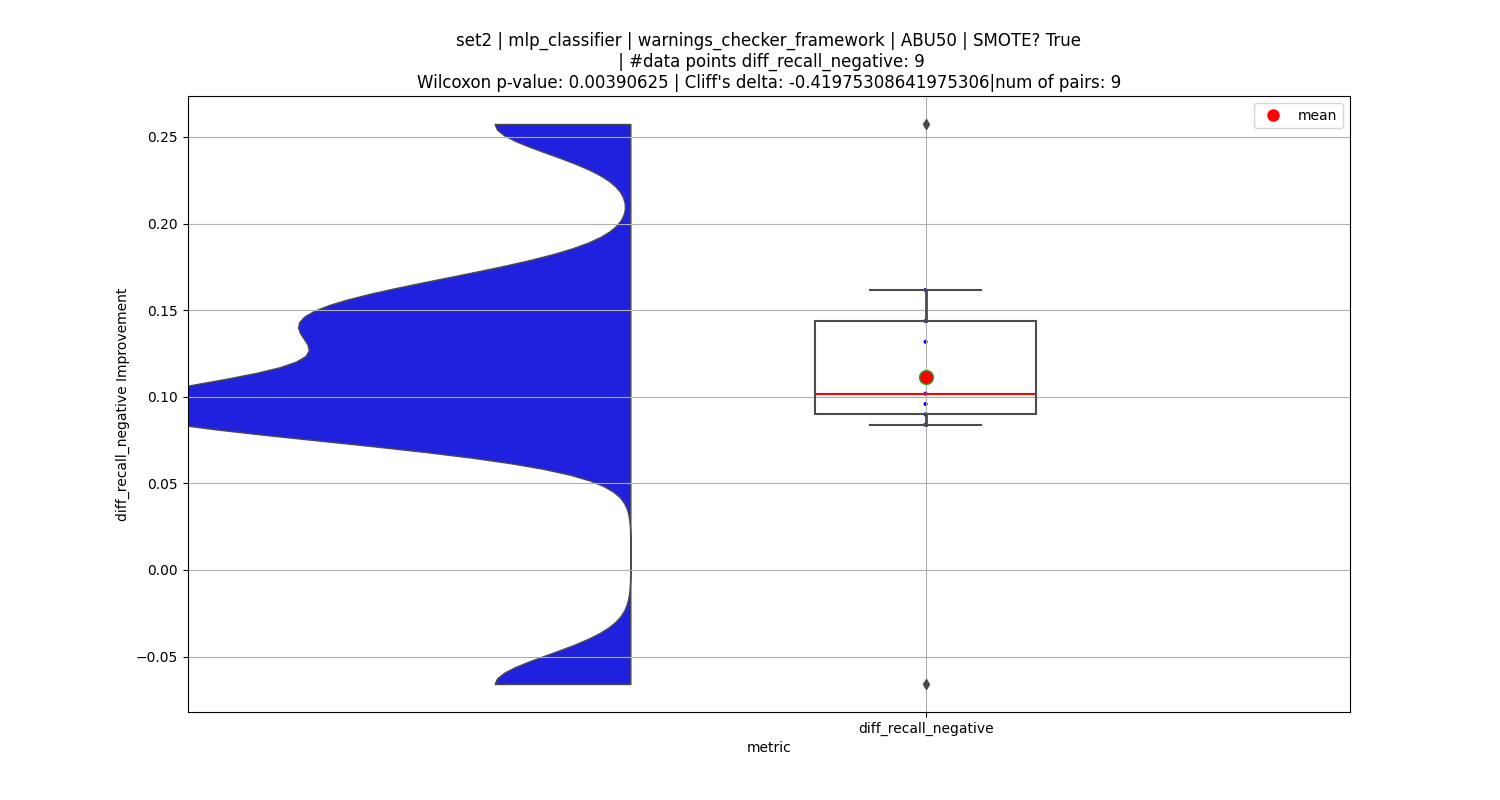 set2 | mlp_classifier | warnings_checker_framework | ABU50 | SMOTE? True
| #data points diff_recall_negative: 9
Wilcoxon p-value: 0.00390625 | Cliff's delta: -0.41975308641975306|num of pairs: 9
mean
0.25
0.20
0.15
0.10
0.05
0.00
−0.05
diff_recall_negative Improvement
diff_recall_negative
metric